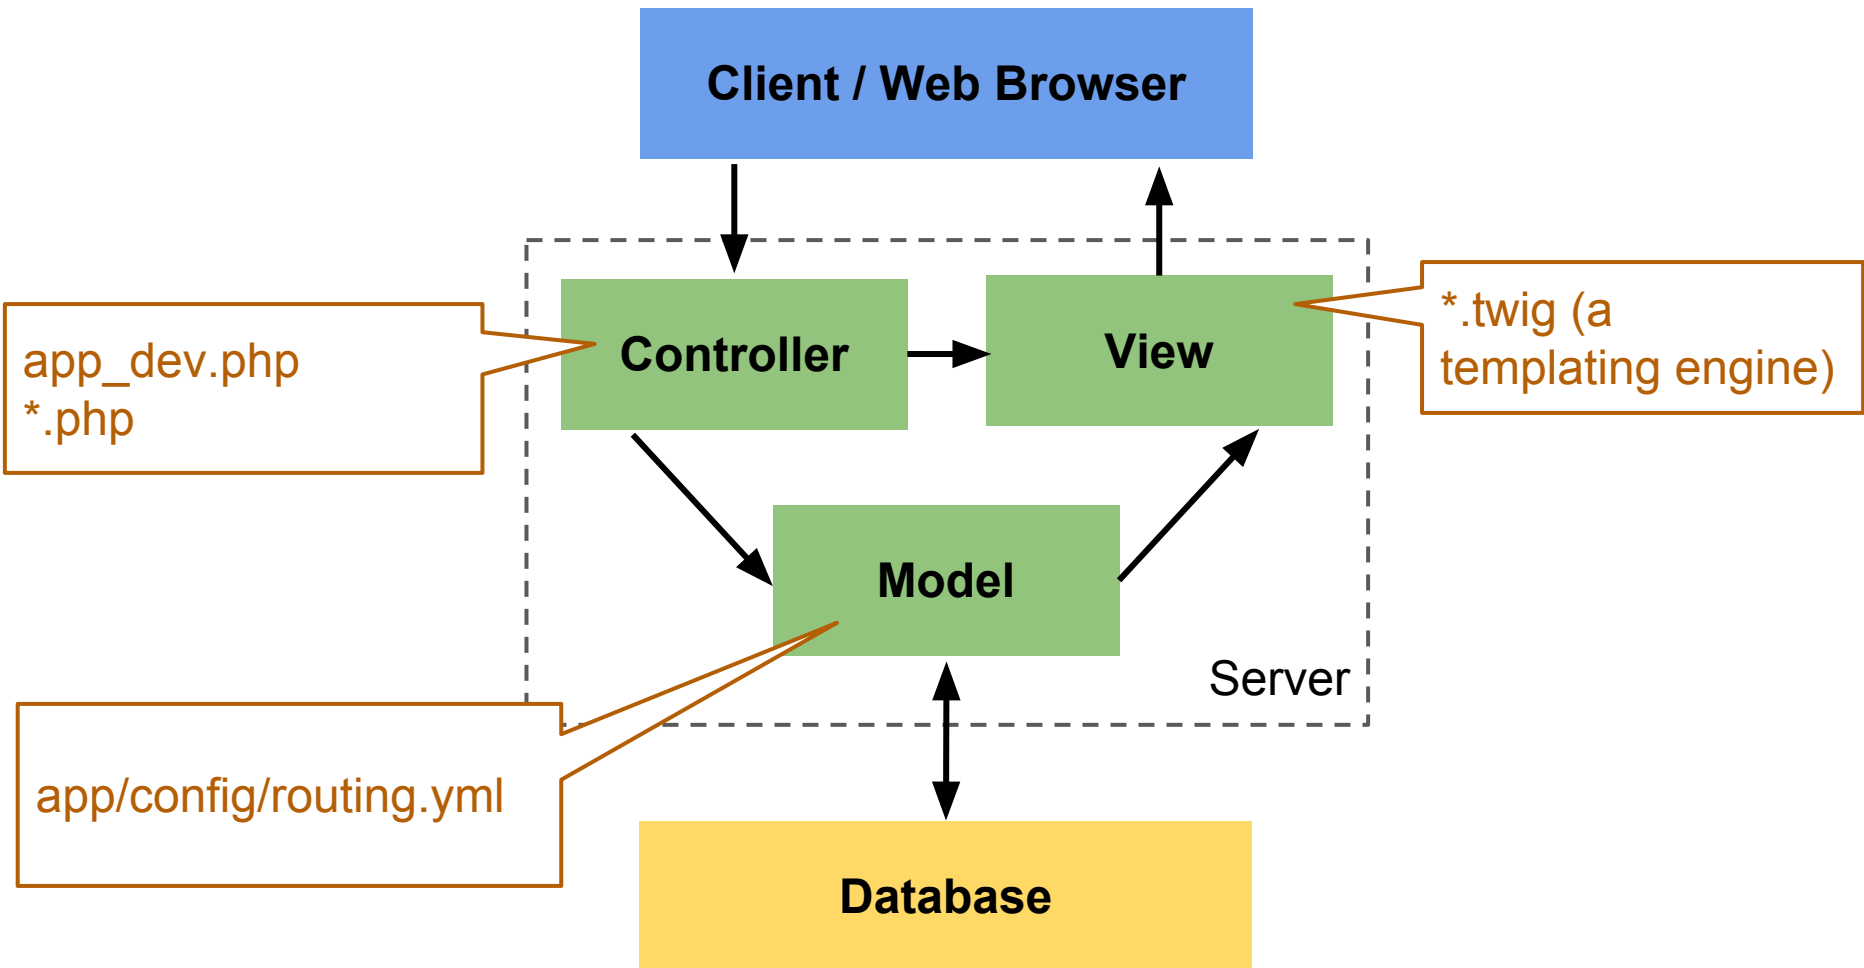 Client / Web Browser
app_dev.php
*.php
Controller
View
*.twig (a
templating engine)
Model
Server
app/config/routing.yml
Database